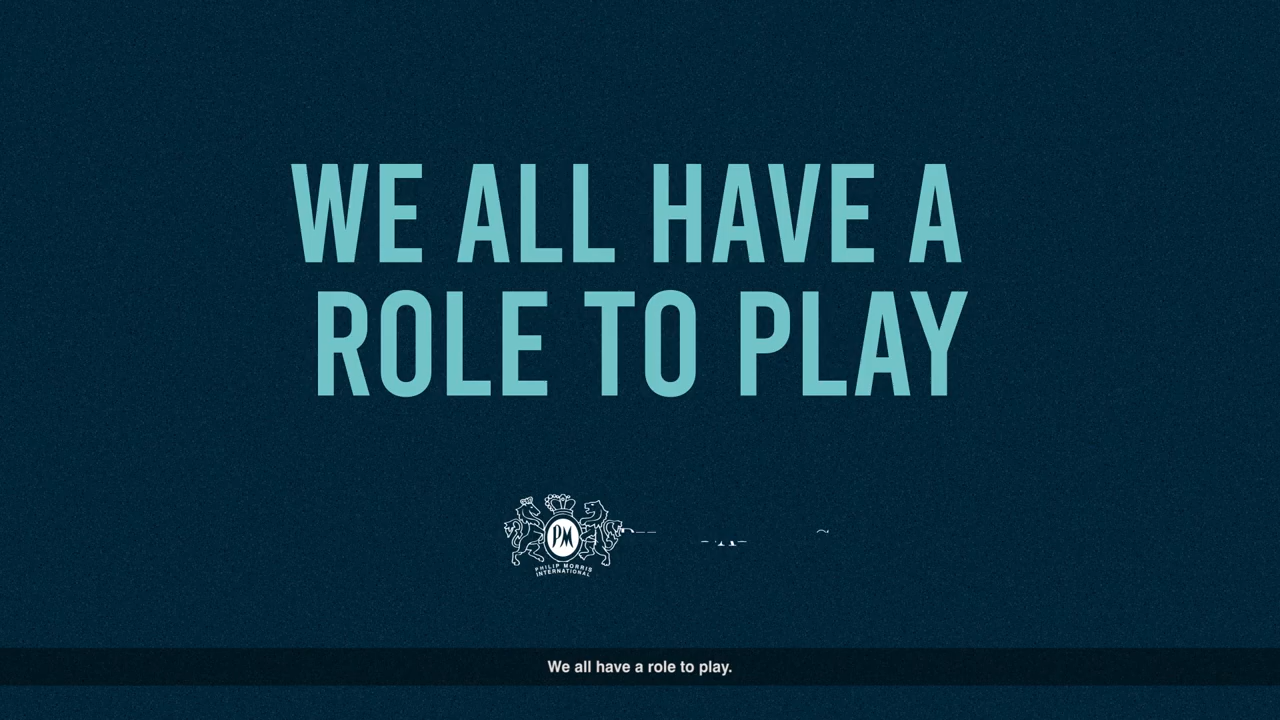 WE ALL HAVE A
ROLE TO PLAY
PM
PHILIP MORRIS
INTERNATIONAL
We all have a role to play.